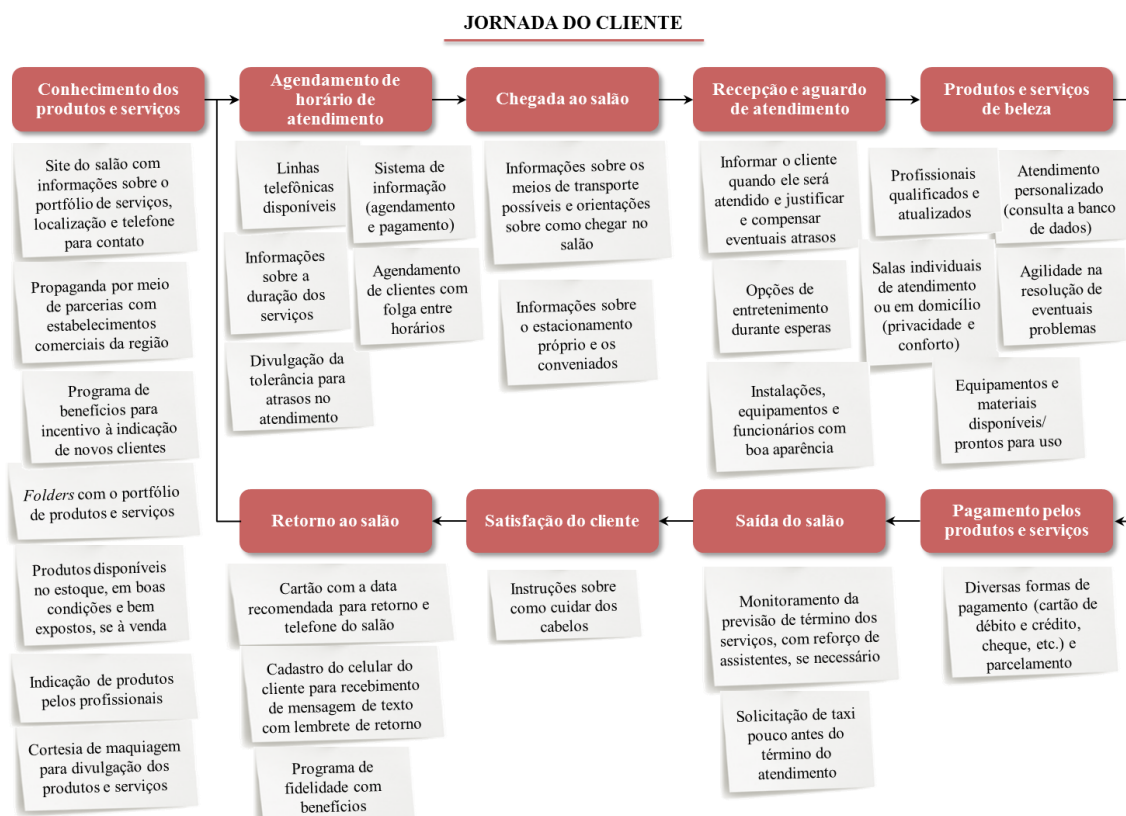 JORNADA DO CLIENTE
Conhecimento dos
produtos e serviços
Site do salão com
informações sobre o
portfólio de serviços,
localização e telefone
para contato
Propaganda por meio
de parcerias com
estabelecimentos
comerciais da região
Programa de
benefícios para
incentivo à indicação
de novos clientes
Folders com o portfólio
de produtos e serviços
Produtos disponíveis
no estoque, em boas
condições e bem
expostos, se à venda
Indicação de produtos
pelos profissionais
Cortesia de maquiagem
para divulgação dos
produtos e serviços
Agendamento de
horário de
atendimento
Linhas
telefônicas
disponíveis
Sistema de
informação
(agendamento
e pagamento)
Informações
sobre a
duração dos
serviços
Agendamento
de clientes com
folga entre
horários
Divulgação da
tolerância para
atrasos no
atendimento
Chegada ao salão
Informações sobre os
meios de transporte
possíveis e orientações
sobre como chegar no
salão
Informações sobre
o estacionamento
próprio e os
conveniados
Recepção e aguardo
de atendimento
Informar o cliente
quando ele será
atendido e justificar
e compensar
eventuais atrasos
Opções de
entretenimento
durante esperas
Instalações,
equipamentos e
funcionários com
boa aparência
Produtos e serviços
de beleza
Profissionais
qualificados e
atualizados
Atendimento
personalizado
(consulta a banco
de dados)
Salas individuais
de atendimento
ou em domicílio
(privacidade e
conforto)
Agilidade na
resolução de
eventuais
problemas
Equipamentos e
materiais
disponíveis/
prontos para uso
Pagamento pelos
produtos e serviços
Diversas formas de
pagamento (cartão de
débito e crédito,
cheque, etc.) e
parcelamento
Saída do salão
Monitoramento da
previsão de término dos
serviços, com reforço de
assistentes, se necessário
Solicitação de taxi
pouco antes do
término do
atendimento
Satisfação do cliente
Instruções sobre
como cuidar dos
cabelos
Retorno ao salão
Cartão com a data
recomendada para retorno e
telefone do salão
Cadastro do celular do
cliente para recebimento
de mensagem de texto
com lembrete de retorno
Programa de
fidelidade com
benefícios